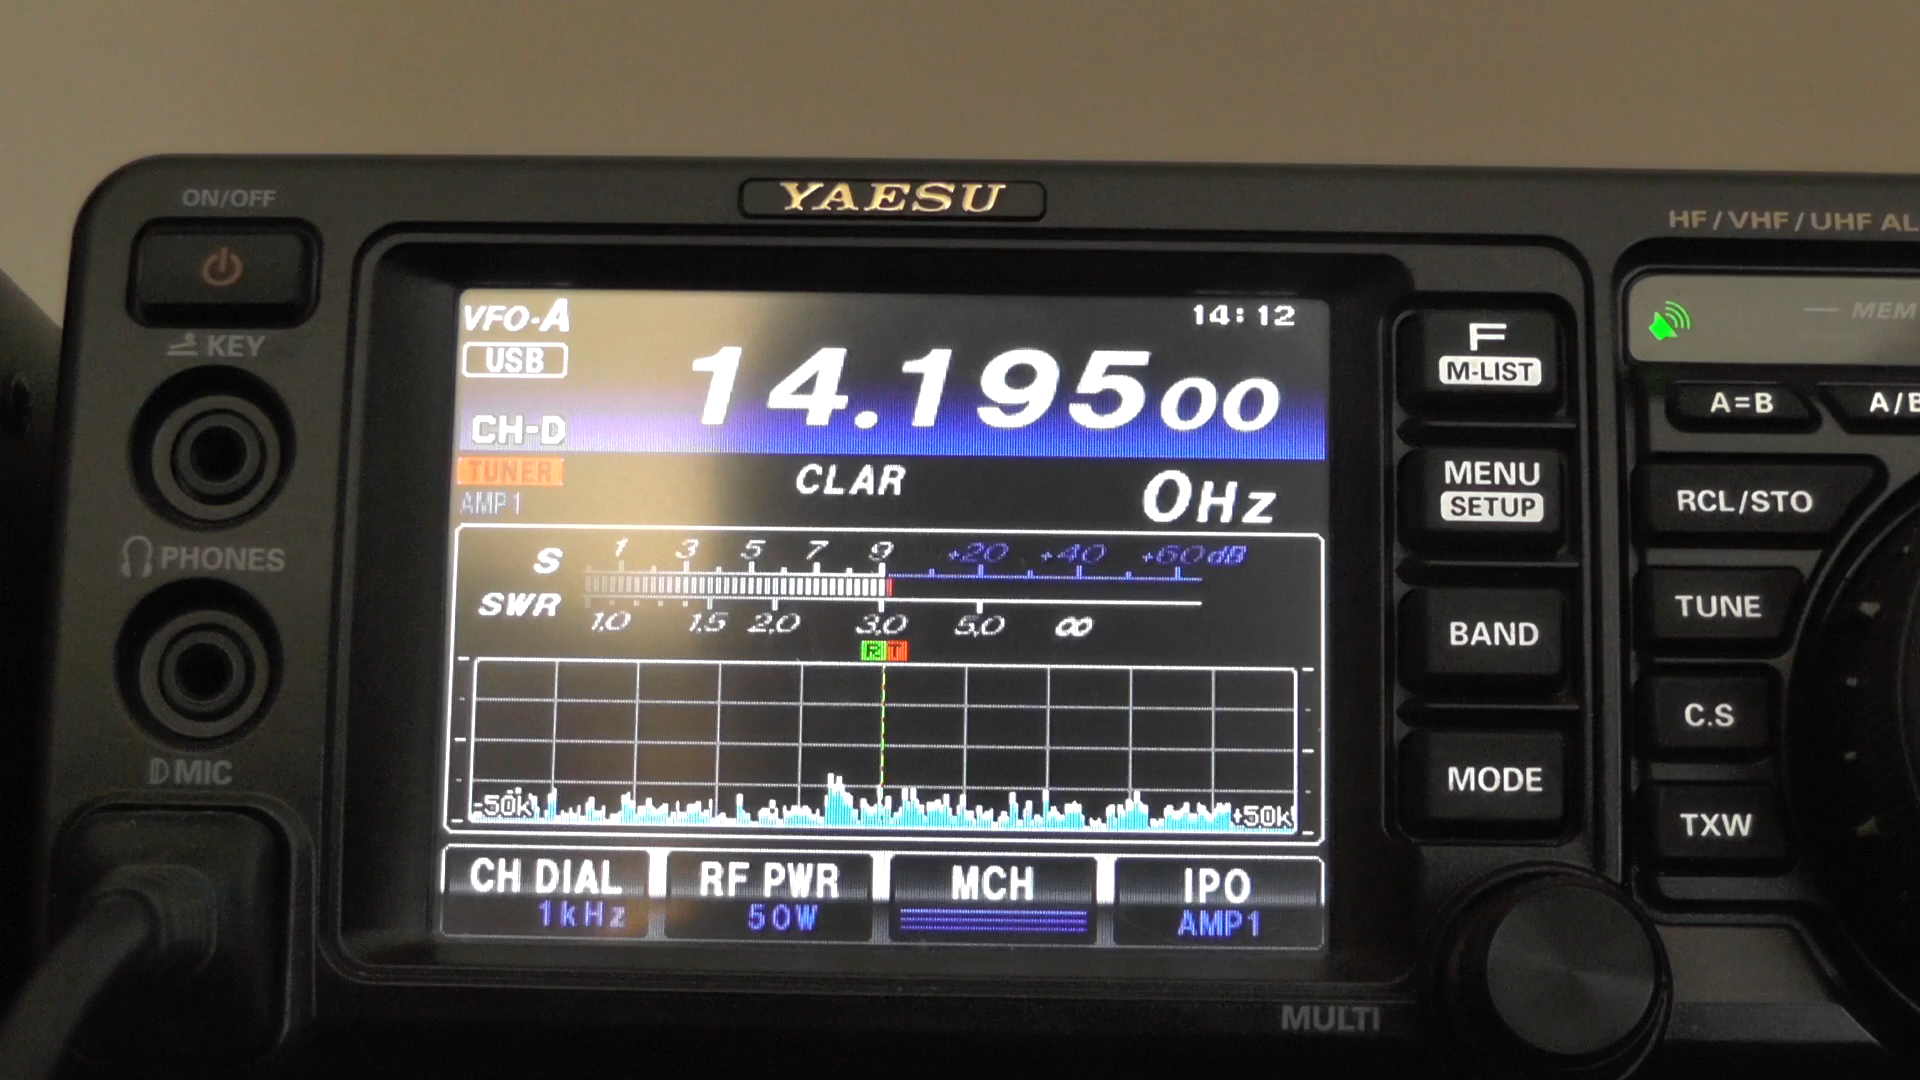 YAESU
ON/OFF
HF/VHF/UHF AL
KEY
PHONES
MIC
VFO-A
14:12
USB
14.19500
CH-D
TUNER
CLAR
0Hz
AMP1
S 1 3 5 7 9 +20 +40 +60dB
SWR
1.0 1.5 2.0 3.0 5.0 ∞
R T
-50k
+50k
CH DIAL
1kHz
RF PWR
50W
MCH
IPO
AMP1
F
M-LIST
MENU
SETUP
BAND
MODE
MULTI
MEM
A=B
A/B
RCL/STO
TUNE
C.S
TXW